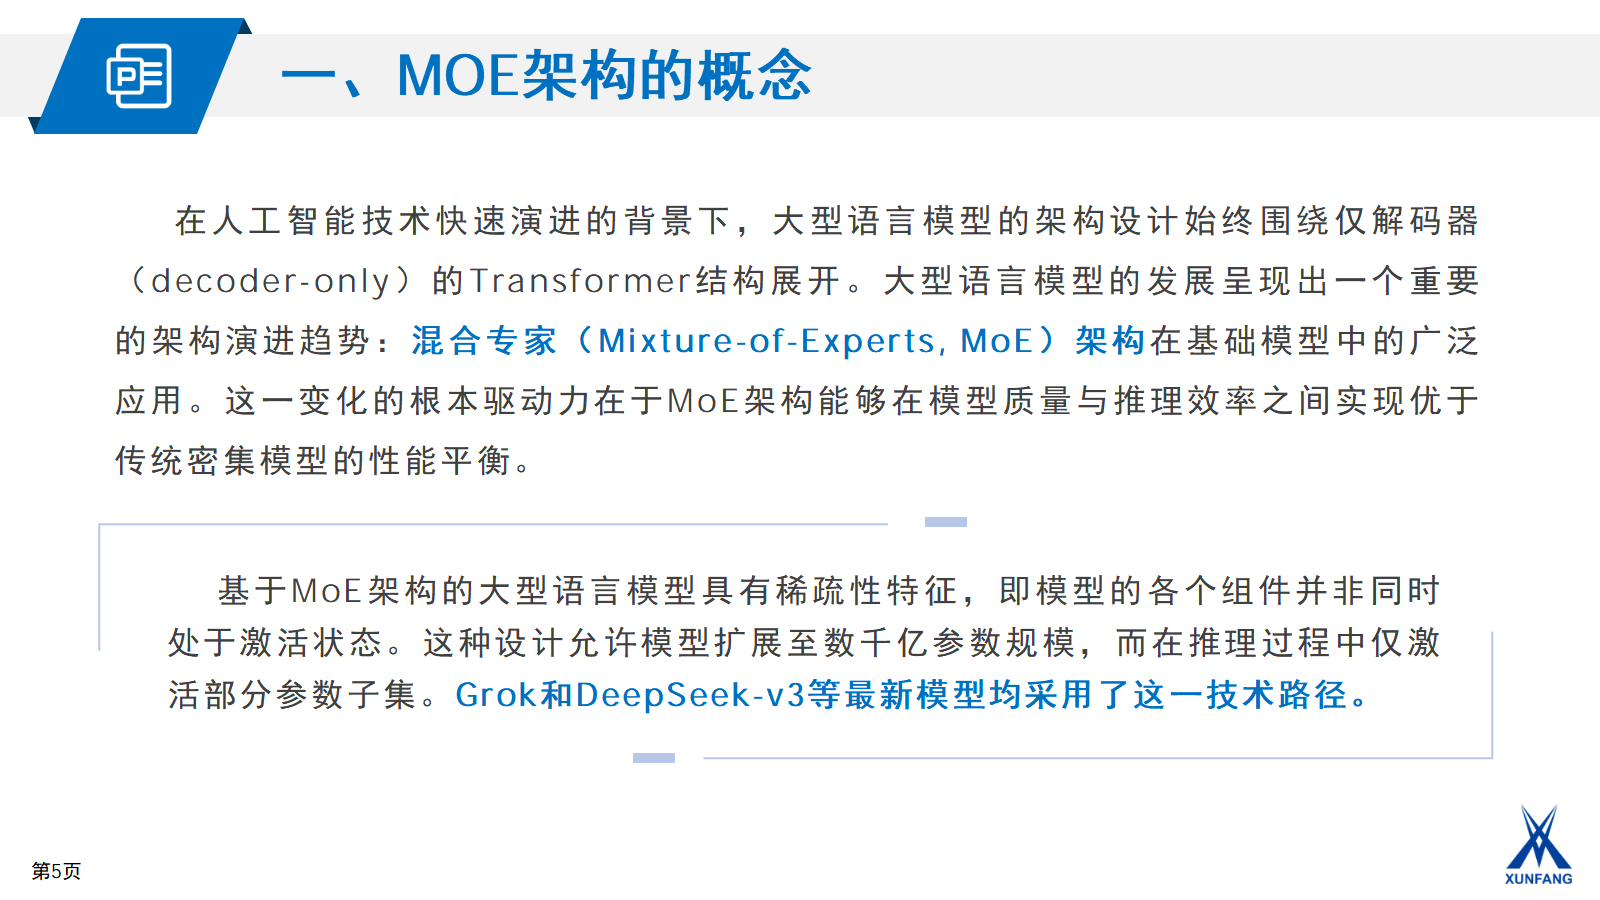 一、MOE架构的概念
在人工智能技术快速演进的背景下，大型语言模型的架构设计始终围绕仅解码器
（decoder-only）的Transformer结构展开。大型语言模型的发展呈现出一个重要
的架构演进趋势：混合专家（Mixture-of-Experts, MoE）架构在基础模型中的广泛
应用。这一变化的根本驱动力在于MoE架构能够在模型质量与推理效率之间实现优于
传统密集模型的性能平衡。
基于MoE架构的大型语言模型具有稀疏性特征，即模型的各个组件并非同时
处于激活状态。这种设计允许模型扩展至数千亿参数规模，而在推理过程中仅激
活部分参数子集。Grok和DeepSeek-v3等最新模型均采用了这一技术路径。
XUNFANG
第5页